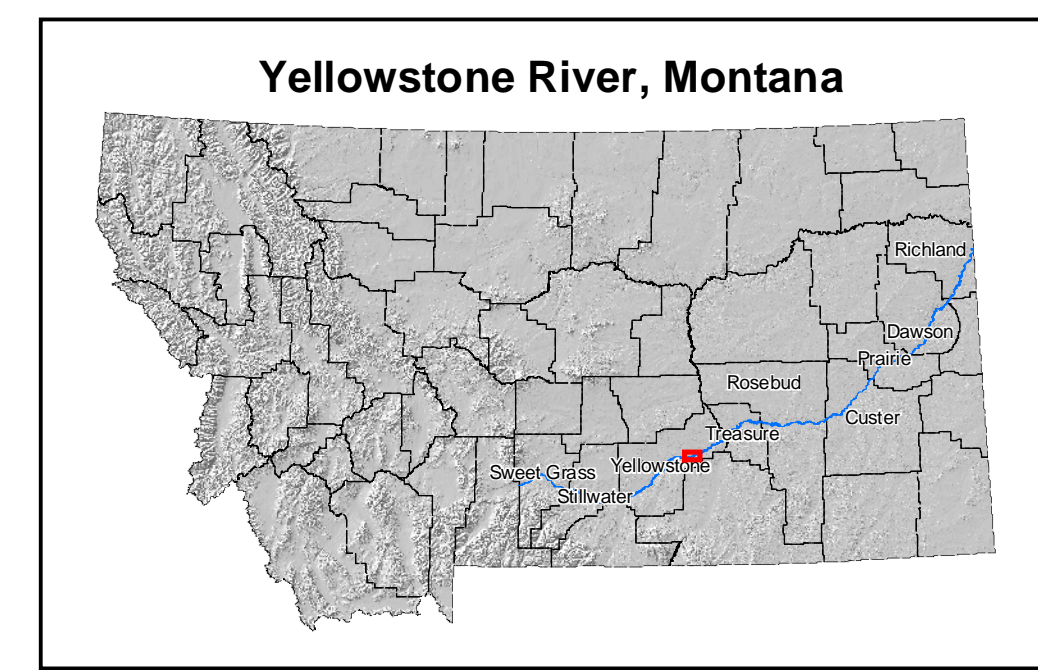 Yellowstone River, Montana
Richland
Dawson
Prairie
Rosebud
Custer
Treasure
Yellowstone
Sweet Grass
Stillwater